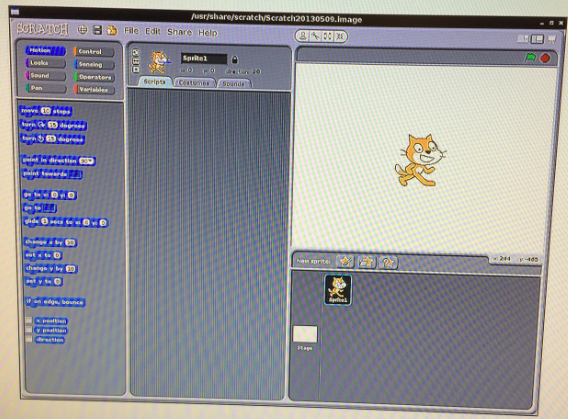 /usr/share/scratch/Scratch20130509.image
SCRATCH File Edit Share Help
Motion Control
Looks Sensing
Sound Operators
Pen Variables
Sprite1
x: 0 y: 0 direction: 90
Scripts Costumes Sounds
move 10 steps
turn 15 degrees
turn 15 degrees
point in direction 90
point towards
go to x: 0 y: 0
go to
glide 1 secs to x: 0 y: 0
change x by 10
set x to 0
change y by 10
set y to 0
if on edge, bounce
x position
y position
direction
New sprite:
x: 244 y: -465
Sprite1
Stage